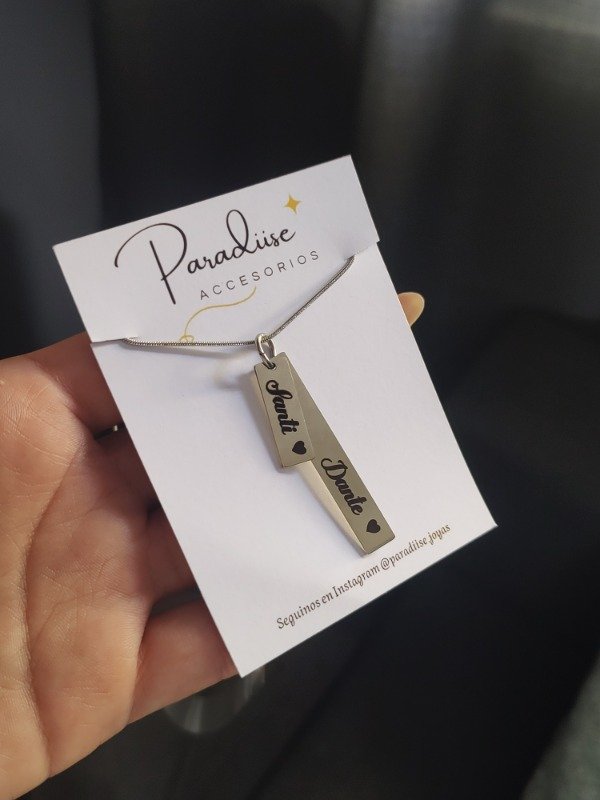 Paradiise
ACCESORIOS
Santi ♥
Dante ♥
Seguinos en Instagram @paradiise.joyas